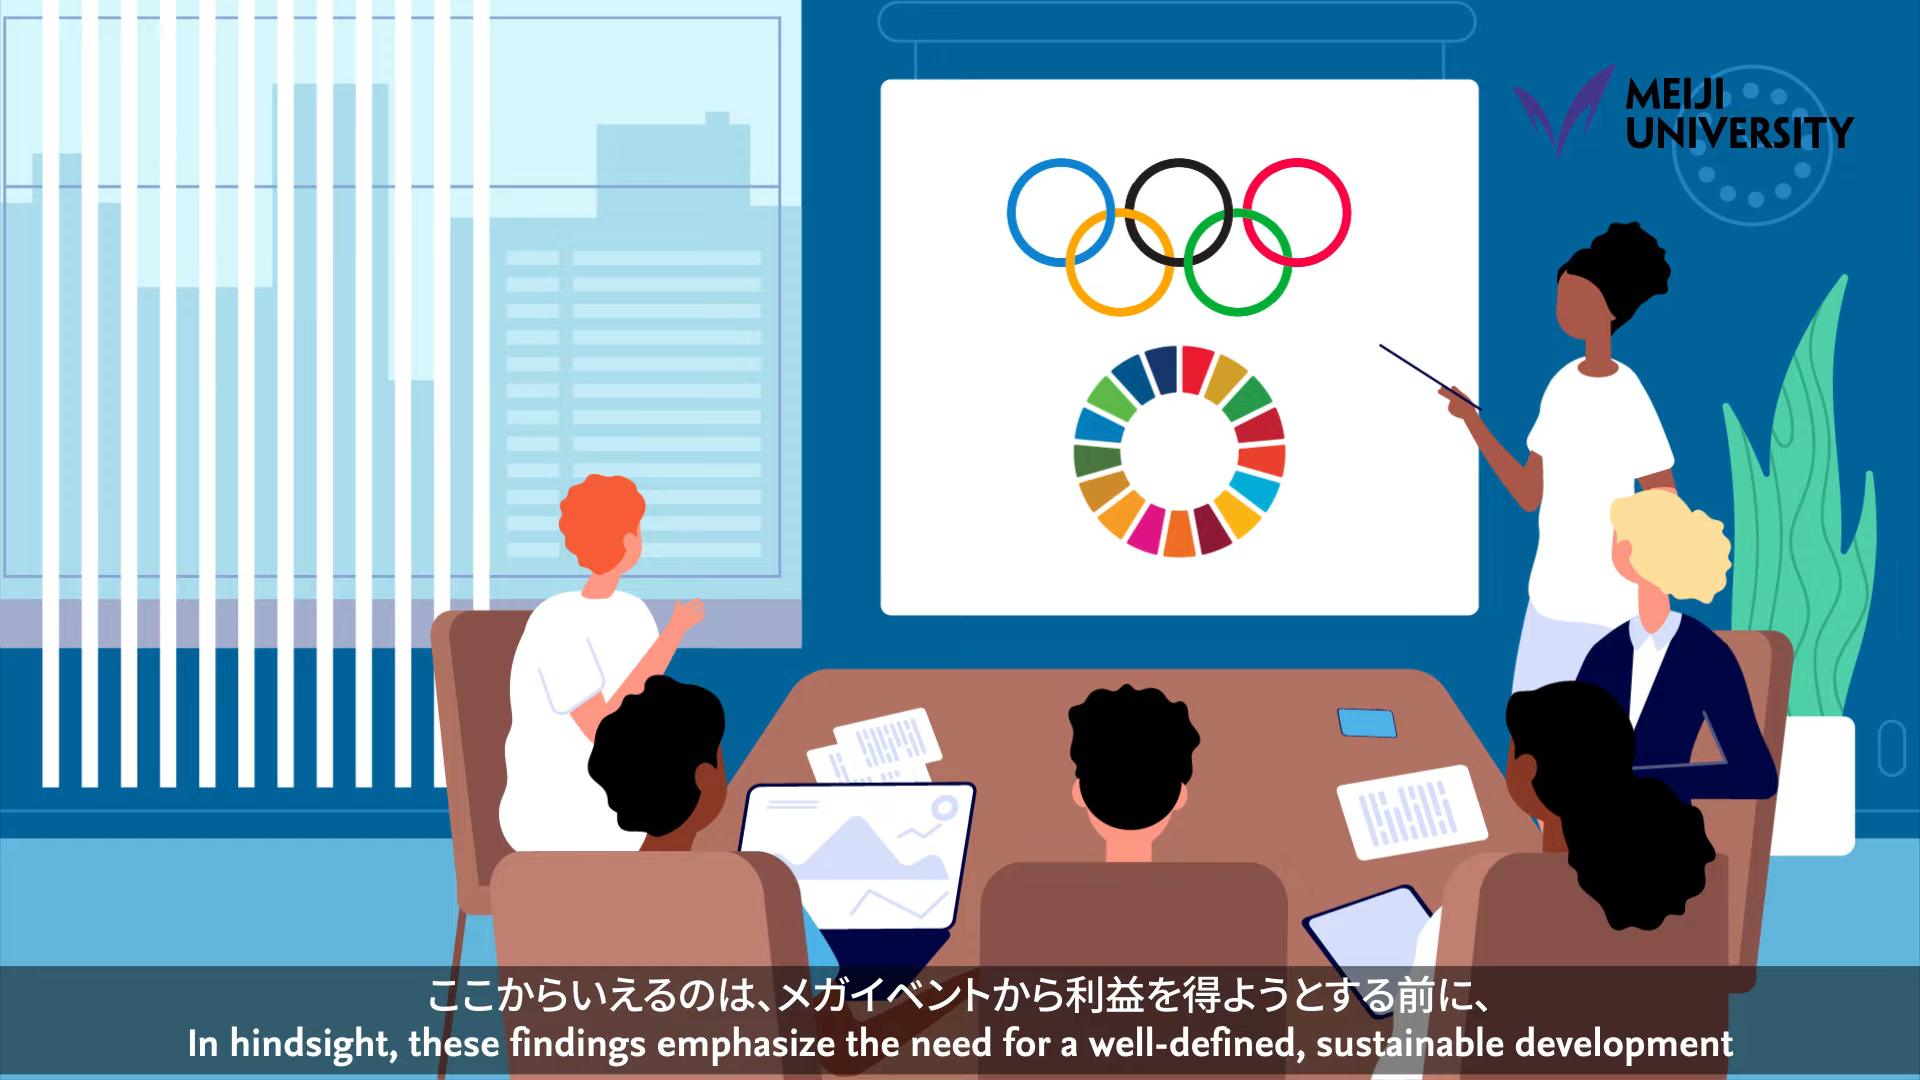 MEIJI
UNIVERSITY
ここからいえるのは、メガイベントから利益を得ようとする前に、
In hindsight, these findings emphasize the need for a well-defined, sustainable development